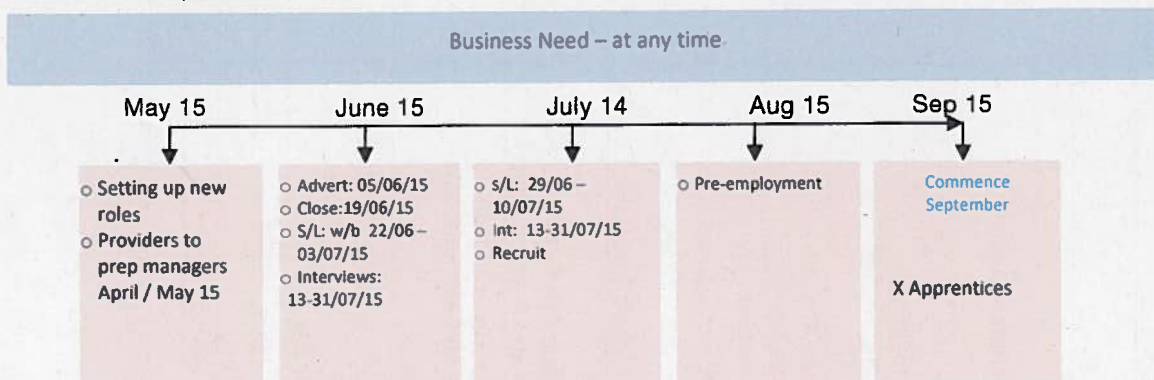 Business Need – at any time
May 15
June 15
July 14
Aug 15
Sep 15
o Setting up new
roles
o Providers to
prep managers
April / May 15
o Advert: 05/06/15
o Close:19/06/15
o S/L: w/b 22/06 –
03/07/15
o Interviews:
13-31/07/15
o s/L: 29/06 –
10/07/15
o Int: 13-31/07/15
o Recruit
o Pre-employment
Commence
September
X Apprentices